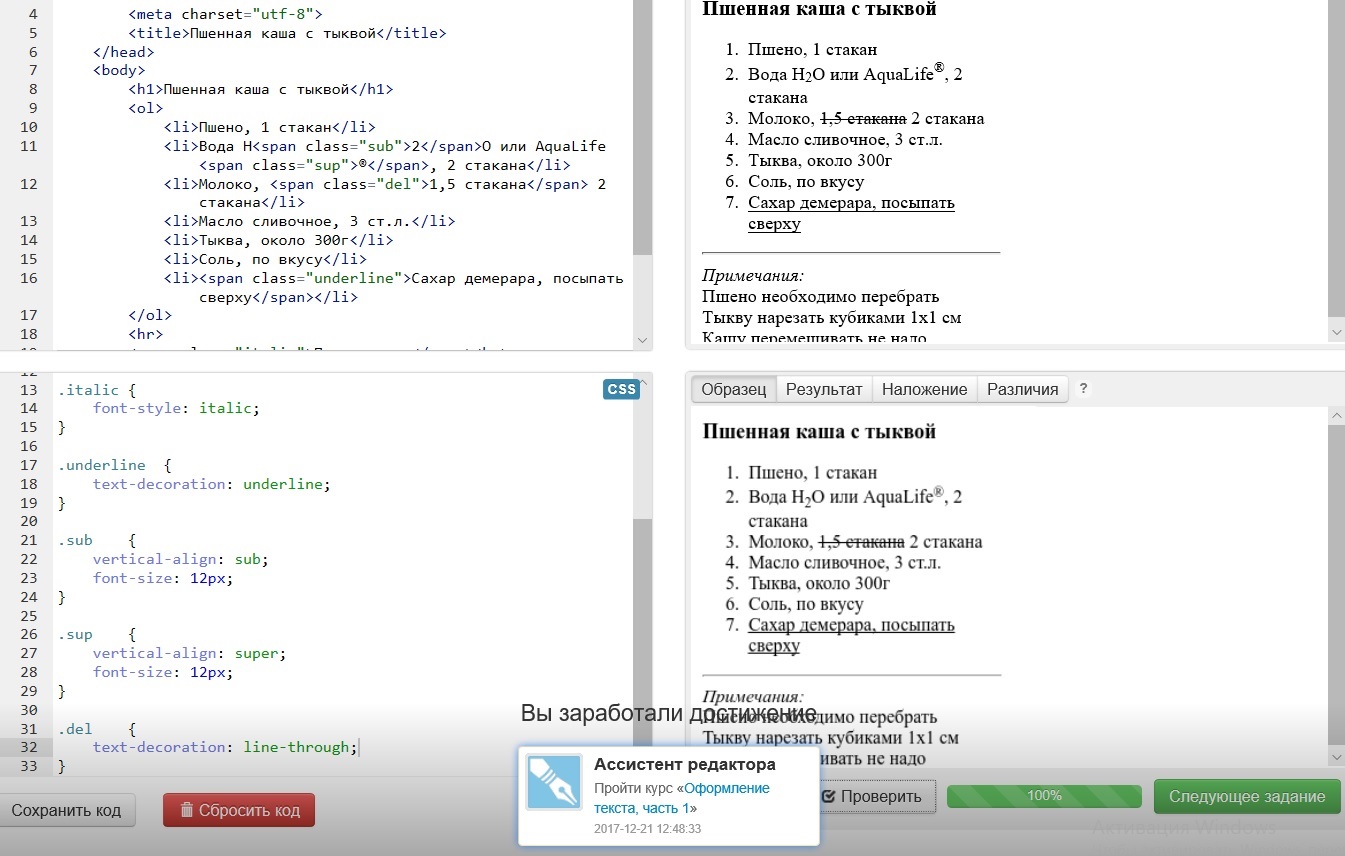 4 <meta charset="utf-8">
5 <title>Пшенная каша с тыквой</title>
6 </head>
7 <body>
8 <h1>Пшенная каша с тыквой</h1>
9 <ol>
10 <li>Пшено, 1 стакан</li>
11 <li>Вода H<span class="sub">2</span>O или AquaLife
<span class="sup">®</span>, 2 стакана</li>
12 <li>Молоко, <span class="del">1,5 стакана</span> 2
стакана</li>
13 <li>Масло сливочное, 3 ст.л.</li>
14 <li>Тыква, около 300г</li>
15 <li>Соль, по вкусу</li>
16 <li><span class="underline">Сахар демерара, посыпать
сверху</span></li>
17 </ol>
18 <hr>
Пшенная каша с тыквой
1. Пшено, 1 стакан
2. Вода H2O или AquaLife®, 2
стакана
3. Молоко, 1,5 стакана 2 стакана
4. Масло сливочное, 3 ст.л.
5. Тыква, около 300г
6. Соль, по вкусу
7. Сахар демерара, посыпать
сверху
Примечания:
Пшено необходимо перебрать
Тыкву нарезать кубиками 1х1 см
Кашу перемешивать не надо
CSS
12
13 .italic {
14 font-style: italic;
15 }
16
17 .underline {
18 text-decoration: underline;
19 }
20
21 .sub {
22 vertical-align: sub;
23 font-size: 12px;
24 }
25
26 .sup {
27 vertical-align: super;
28 font-size: 12px;
29 }
30
31 .del {
32 text-decoration: line-through;
33 }
Образец Результат Наложение Различия ?
Пшенная каша с тыквой
1. Пшено, 1 стакан
2. Вода H2O или AquaLife®, 2
стакана
3. Молоко, 1,5 стакана 2 стакана
4. Масло сливочное, 3 ст.л.
5. Тыква, около 300г
6. Соль, по вкусу
7. Сахар демерара, посыпать
сверху
Примечания:
Пшено необходимо перебрать
Тыкву нарезать кубиками 1х1 см
ивать не надо
Вы заработали достижение
Ассистент редактора
Пройти курс «Оформление
текста, часть 1»
2017-12-21 12:48:33
Сохранить код
Сбросить код
Проверить
100%
Следующее задание
Активация Windows